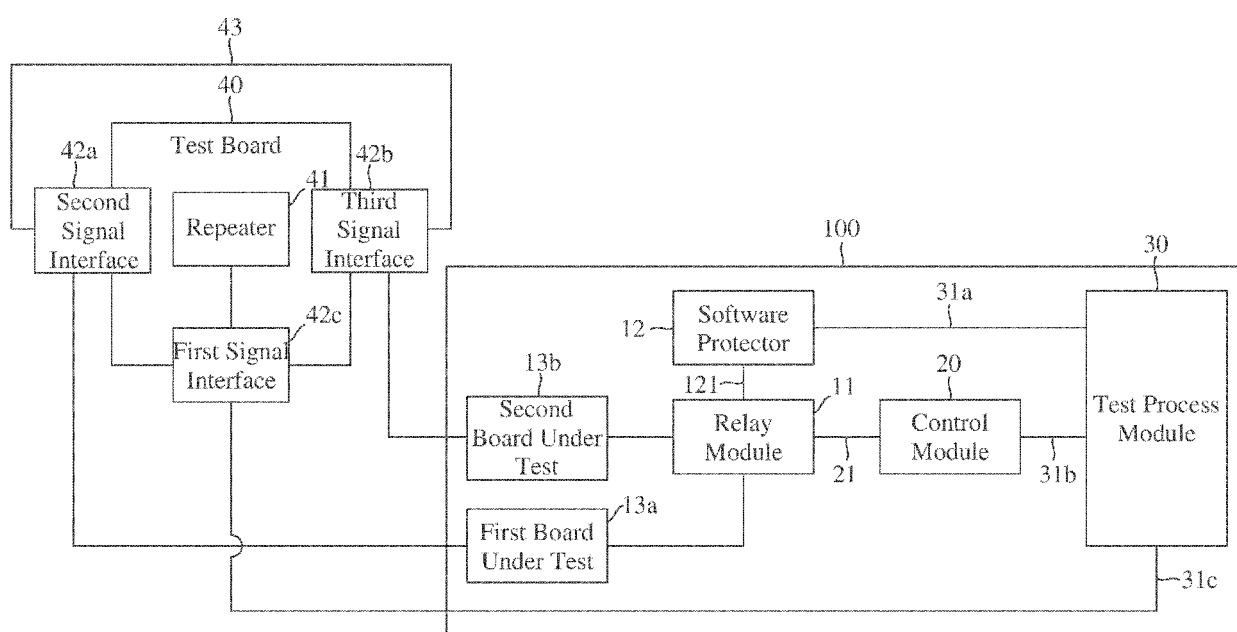 43
40
Test Board
42a
42b
41
Second
Signal
Interface
Repeater
Third
Signal
Interface
100
30
42c
First Signal
Interface
12
Software
Protector
31a
13b
121
11
20
Second
Board Under
Test
Relay
Module
21
Control
Module
31b
Test Process
Module
13a
First Board
Under Test
31c